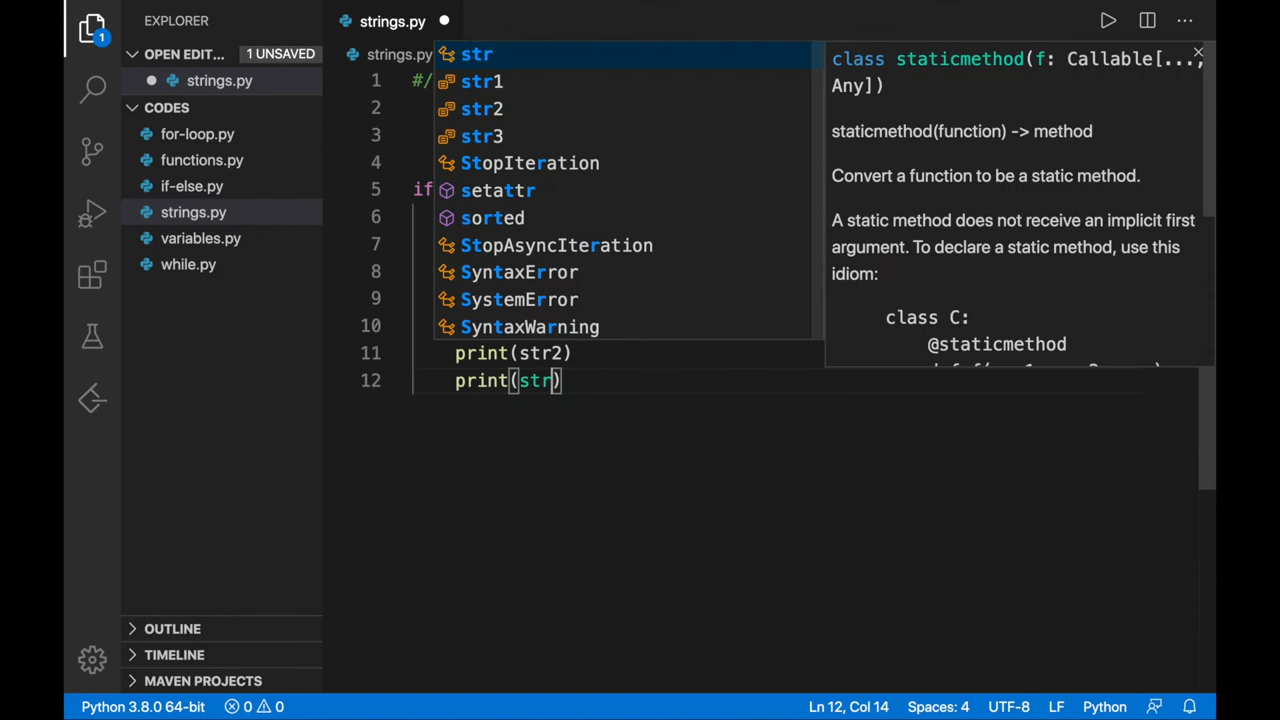 EXPLORER
OPEN EDIT... 1 UNSAVED
strings.py
CODES
for-loop.py
functions.py
if-else.py
strings.py
variables.py
while.py
OUTLINE
TIMELINE
MAVEN PROJECTS
1
strings.py
strings.py
1 #/
2
3
4
5 if
6
7
8
9
10
11 print(str2)
12 print(str)
str
str1
str2
str3
StopIteration
setattr
sorted
StopAsyncIteration
SyntaxError
SystemError
SyntaxWarning
class staticmethod(f: Callable[...,
Any])
staticmethod(function) -> method
Convert a function to be a static method.
A static method does not receive an implicit first
argument. To declare a static method, use this
idiom:
class C:
@staticmethod
Python 3.8.0 64-bit 0 0 Ln 12, Col 14 Spaces: 4 UTF-8 LF Python